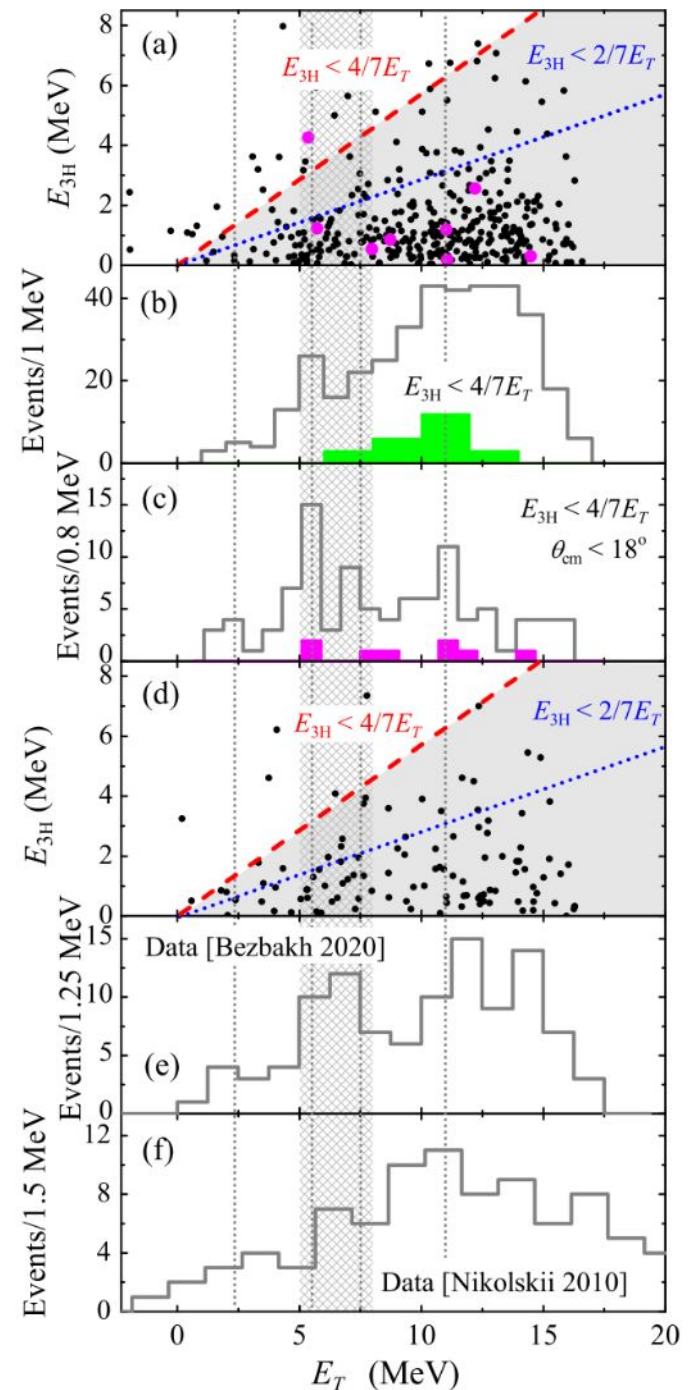 (a)
E3H < 4/7ET
E3H < 2/7ET
E3H (MeV)
8
6
4
2
0
(b)
E3H < 4/7ET
Events/1 MeV
40
20
0
(c)
E3H < 4/7ET
θcm < 18°
Events/0.8 MeV
15
10
5
0
(d)
E3H < 4/7ET
E3H < 2/7ET
E3H (MeV)
8
6
4
2
0
Data [Bezbakh 2020]
(e)
Events/1.25 MeV
15
10
5
0
(f)
Data [Nikolskii 2010]
Events/1.5 MeV
12
8
4
0
0 5 10 15 20
ET (MeV)